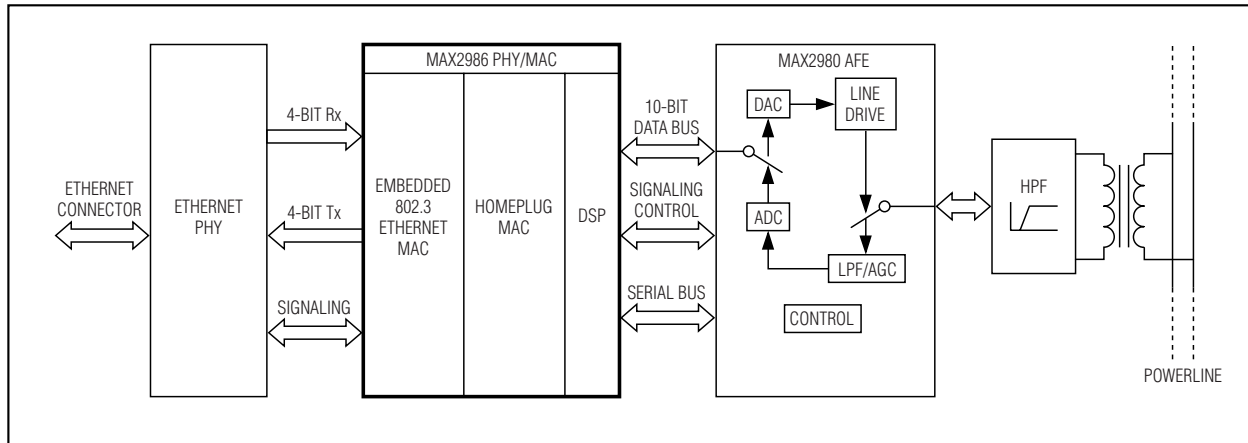 MAX2986 PHY/MAC
MAX2980 AFE
4-BIT Rx
10-BIT
DATA BUS
DAC
LINE
DRIVE
ETHERNET
CONNECTOR
ETHERNET
PHY
4-BIT Tx
EMBEDDED
802.3
ETHERNET
MAC
HOMEPLUG
MAC
DSP
SIGNALING
CONTROL
ADC
HPF
LPF/AGC
SIGNALING
SERIAL BUS
CONTROL
POWERLINE